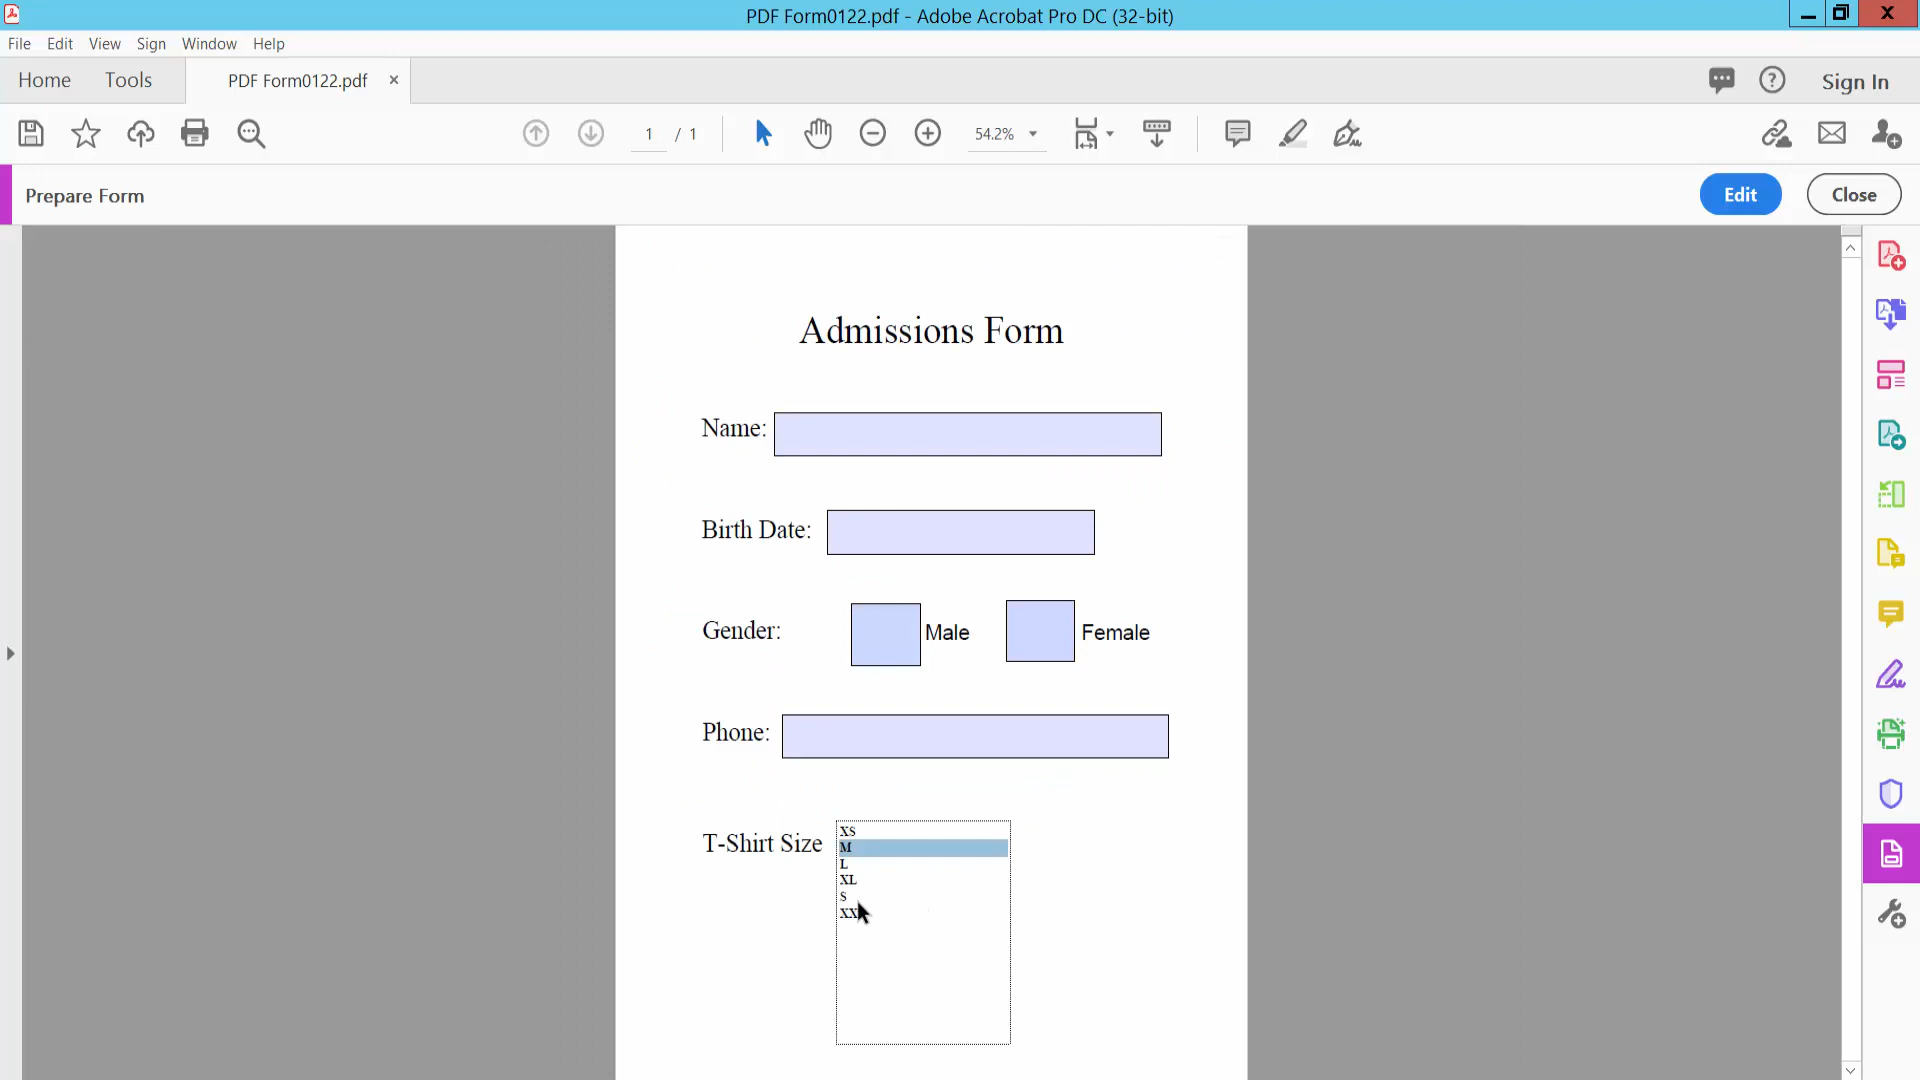 PDF Form0122.pdf - Adobe Acrobat Pro DC (32-bit)
File Edit View Sign Window Help
Home Tools PDF Form0122.pdf × Sign In
1 / 1 54.2%
Prepare Form Edit Close
Admissions Form
Name:
Birth Date:
Gender: Male Female
Phone:
T-Shirt Size
XS
M
L
XL
S